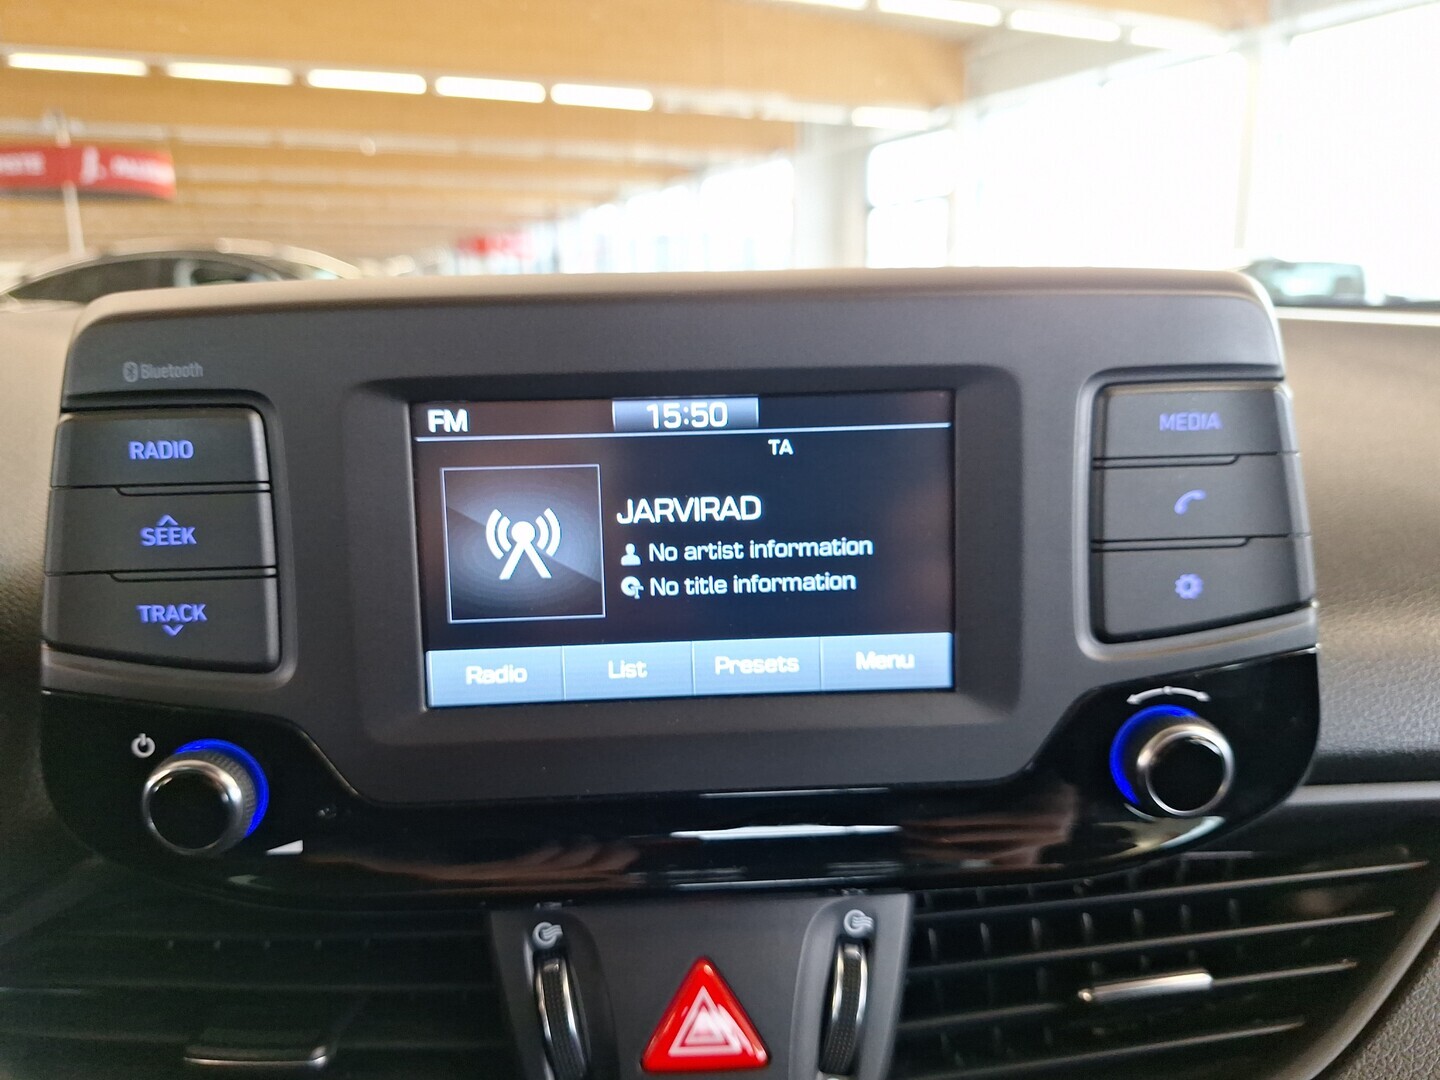 Bluetooth
RADIO
SEEK
TRACK
FM
15:50
TA
JARVIRAD
No artist information
No title information
Radio
List
Presets
Menu
MEDIA